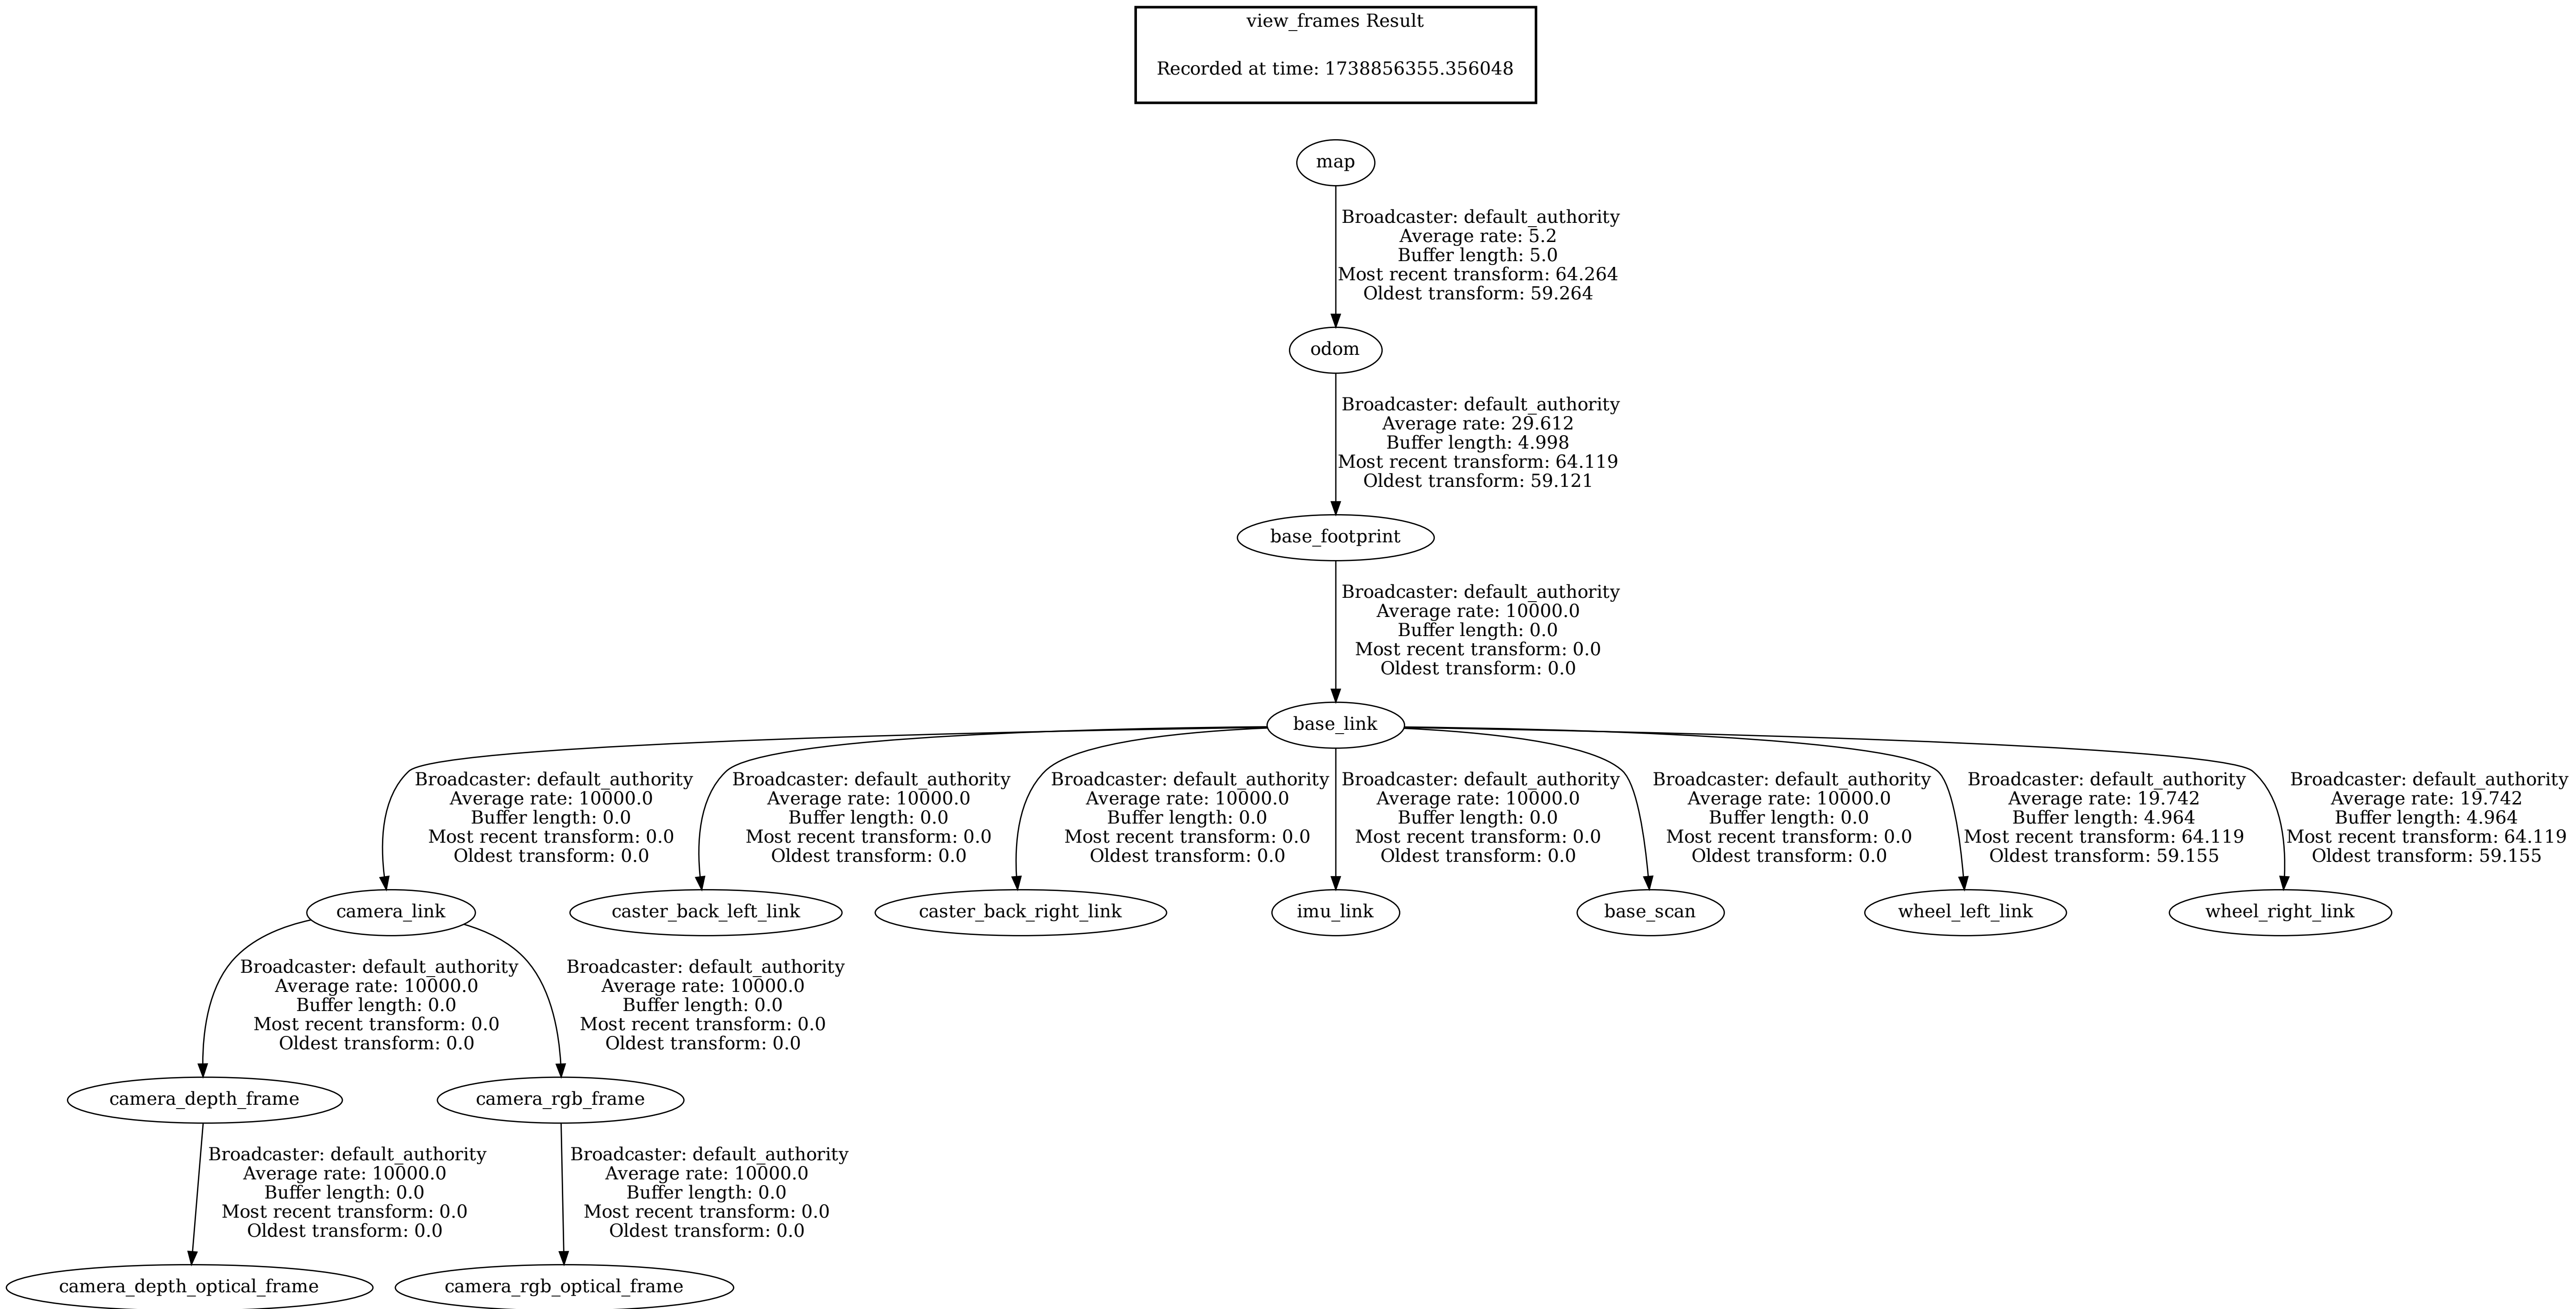 view_frames Result
Recorded at time: 1738856355.356048
map
Broadcaster: default_authority
Average rate: 5.2
Buffer length: 5.0
Most recent transform: 64.264
Oldest transform: 59.264
odom
Broadcaster: default_authority
Average rate: 29.612
Buffer length: 4.998
Most recent transform: 64.119
Oldest transform: 59.121
base_footprint
Broadcaster: default_authority
Average rate: 10000.0
Buffer length: 0.0
Most recent transform: 0.0
Oldest transform: 0.0
base_link
Broadcaster: default_authority
Average rate: 10000.0
Buffer length: 0.0
Most recent transform: 0.0
Oldest transform: 0.0
Broadcaster: default_authority
Average rate: 10000.0
Buffer length: 0.0
Most recent transform: 0.0
Oldest transform: 0.0
Broadcaster: default_authority
Average rate: 10000.0
Buffer length: 0.0
Most recent transform: 0.0
Oldest transform: 0.0
Broadcaster: default_authority
Average rate: 10000.0
Buffer length: 0.0
Most recent transform: 0.0
Oldest transform: 0.0
Broadcaster: default_authority
Average rate: 10000.0
Buffer length: 0.0
Most recent transform: 0.0
Oldest transform: 0.0
Broadcaster: default_authority
Average rate: 19.742
Buffer length: 4.964
Most recent transform: 64.119
Oldest transform: 59.155
Broadcaster: default_authority
Average rate: 19.742
Buffer length: 4.964
Most recent transform: 64.119
Oldest transform: 59.155
camera_link
caster_back_left_link
caster_back_right_link
imu_link
base_scan
wheel_left_link
wheel_right_link
Broadcaster: default_authority
Average rate: 10000.0
Buffer length: 0.0
Most recent transform: 0.0
Oldest transform: 0.0
Broadcaster: default_authority
Average rate: 10000.0
Buffer length: 0.0
Most recent transform: 0.0
Oldest transform: 0.0
camera_depth_frame
camera_rgb_frame
Broadcaster: default_authority
Average rate: 10000.0
Buffer length: 0.0
Most recent transform: 0.0
Oldest transform: 0.0
Broadcaster: default_authority
Average rate: 10000.0
Buffer length: 0.0
Most recent transform: 0.0
Oldest transform: 0.0
camera_depth_optical_frame
camera_rgb_optical_frame